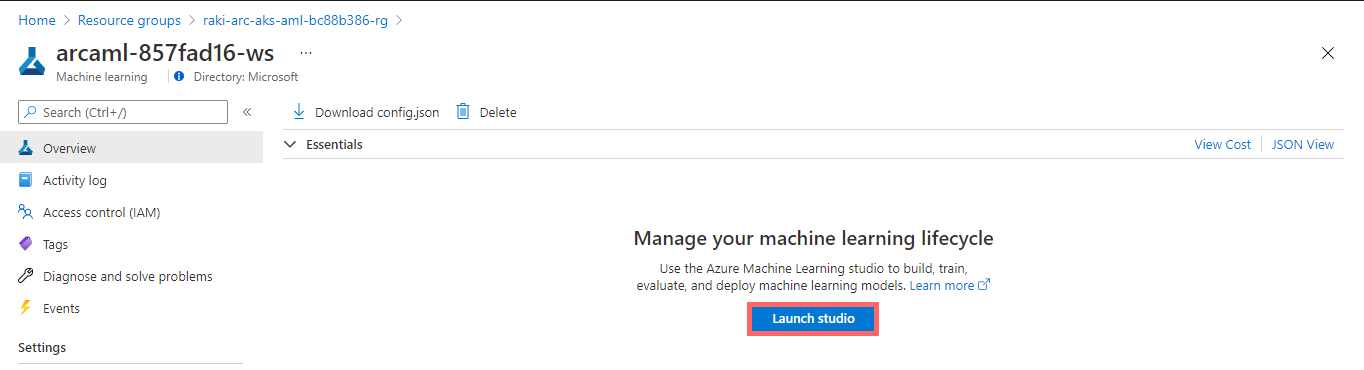 Home > Resource groups > raki-arc-aks-aml-bc88b386-rg >
arcaml-857fad16-ws ...
Machine learning | Directory: Microsoft
Search (Ctrl+/) «
Download config.json Delete
Essentials View Cost JSON View
Overview
Activity log
Access control (IAM)
Tags
Diagnose and solve problems
Events
Settings
Manage your machine learning lifecycle
Use the Azure Machine Learning studio to build, train,
evaluate, and deploy machine learning models. Learn more
Launch studio